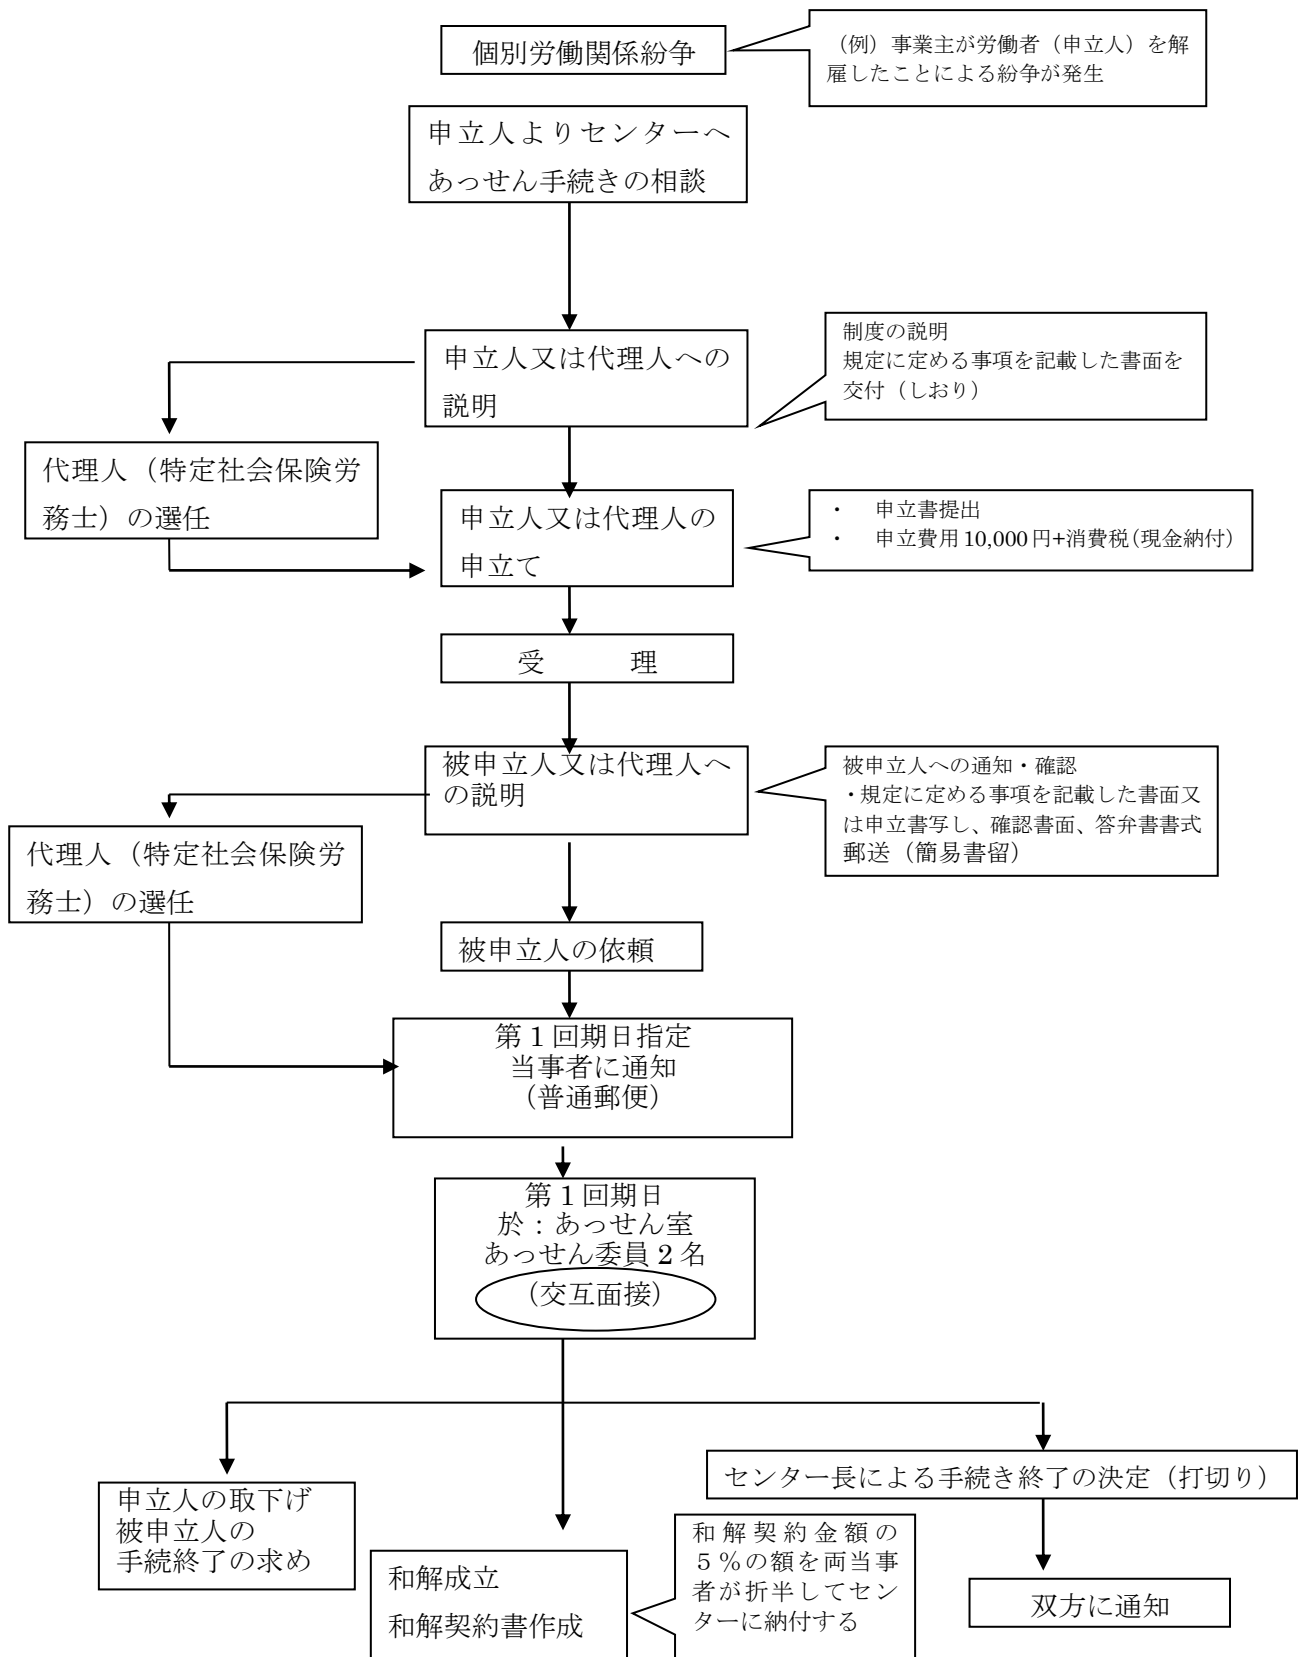 個別労働関係紛争
（例）事業主が労働者（申立人）を解
雇したことによる紛争が発生
申立人よりセンターへ
あっせん手続きの相談
申立人又は代理人への
説明
制度の説明
規定に定める事項を記載した書面を
交付（しおり）
代理人（特定社会保険労
務士）の選任
申立人又は代理人の
申立て
・ 申立書提出
・ 申立費用 10,000 円+消費税（現金納付）
受 理
被申立人又は代理人へ
の説明
被申立人への通知・確認
・規定に定める事項を記載した書面又
は申立書写し、確認書面、答弁書書式
郵送（簡易書留）
代理人（特定社会保険労
務士）の選任
被申立人の依頼
第１回期日指定
当事者に通知
（普通郵便）
第１回期日
於：あっせん室
あっせん委員 2 名
（交互面接）
センター長による手続き終了の決定（打切り）
申立人の取下げ
被申立人の
手続終了の求め
和解成立
和解契約書作成
和解契約金額の
５％の額を両当事
者が折半してセン
ターに納付する
双方に通知